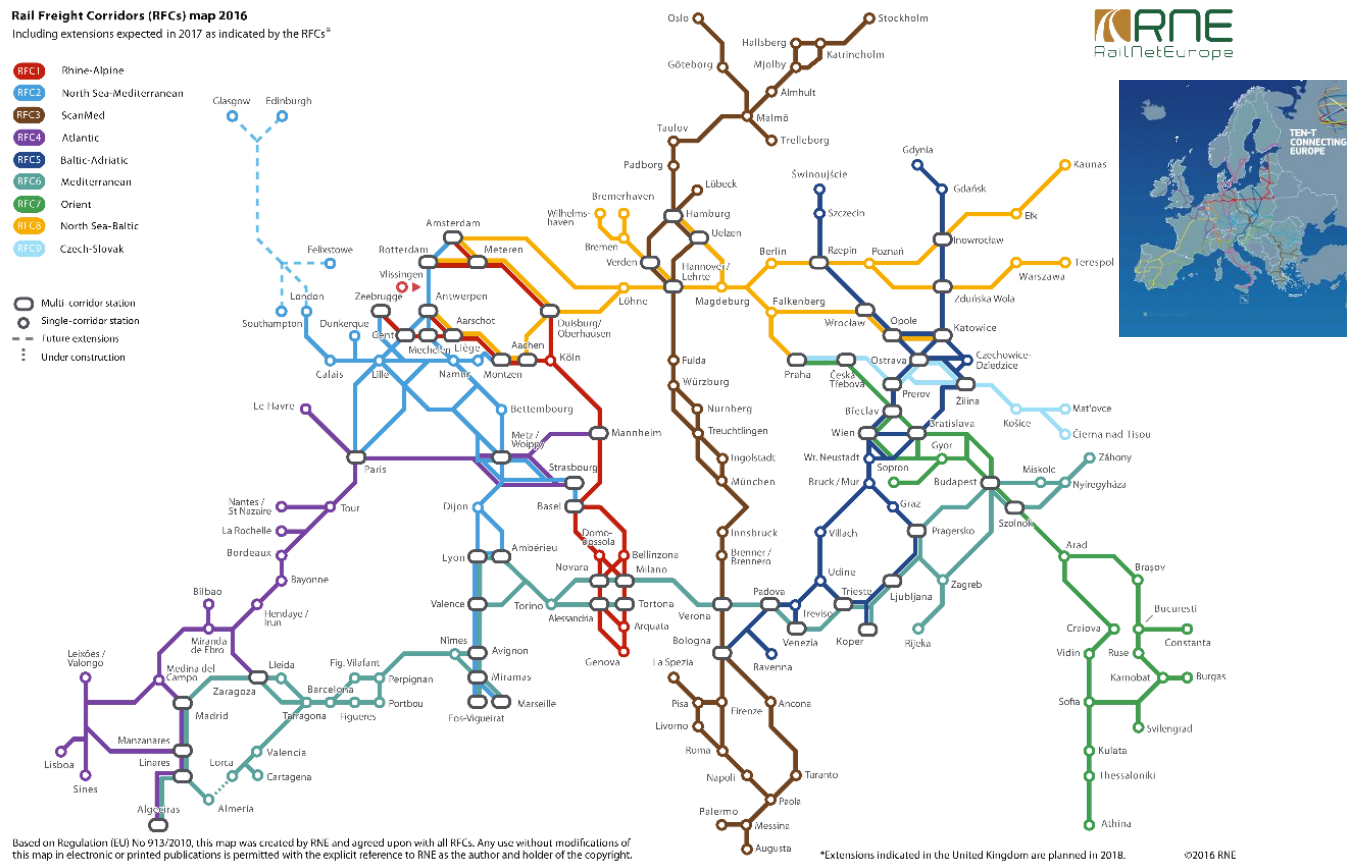 Rail Freight Corridors (RFCs) map 2016
Including extensions expected in 2017 as indicated by the RFCs*
RFC1 Rhine-Alpine
RFC2 North Sea-Mediterranean
RFC3 ScanMed
RFC4 Atlantic
RFC5 Baltic-Adriatic
RFC6 Mediterranean
RFC7 Orient
RFC8 North Sea-Baltic
RFC9 Czech-Slovak
Multi-corridor station
Single-corridor station
Future extensions
Under construction
RNE
RailNetEurope
TEN-T
CONNECTING
EUROPE
Oslo
Stockholm
Hallsberg
Katrineholm
Göteborg
Mjolby
Almhult
Malmö
Trelleborg
Taulov
Padborg
Lübeck
Glasgow
Edinburgh
Felixstowe
London
Southampton
Dunkerque
Calais
Lille
Amsterdam
Rotterdam
Meteren
Vlissingen
Zeebrugge
Antwerpen
Aarschot
Gent
Mechelen
Liège
Aachen
Namur
Montzen
Duisburg/
Oberhausen
Köln
Wilhelms-
haven
Bremerhaven
Bremen
Verden
Hamburg
Uelzen
Hannover/
Lehrte
Löhne
Magdeburg
Berlin
Falkenberg
Świnoujście
Szczecin
Rzepin
Poznań
Gdynia
Gdańsk
Inowrocław
Kaunas
Ełk
Warszawa
Terespol
Zduńska Wola
Wrocław
Opole
Katowice
Praha
Česká
Třebova
Ostrava
Czechowice-
Dziedzice
Prerov
Žilina
Košice
Mat'ovce
Čierna nad Tisou
Břeclav
Wien
Bratislava
Wr. Neustadt
Sopron
Gyor
Budapest
Bruck/Mur
Graz
Miskolc
Záhony
Nyíregyháza
Szolnok
Pragersko
Villach
Udine
Ljubljana
Zagreb
Rijeka
Trieste
Koper
Treviso
Venezia
Padova
Verona
Bologna
Ravenna
Fulda
Würzburg
Nurnberg
Treuchtlingen
Ingolstadt
München
Innsbruck
Brenner/
Brennero
Le Havre
Paris
Bettembourg
Metz/
Woippy
Mannheim
Strasbourg
Basel
Dijon
Lyon
Ambérieu
Valence
Torino
Domo-
dossola
Bellinzona
Novara
Milano
Alessandria
Tortona
Arquata
Genova
Nîmes
Avignon
Miramas
Fos-Vigueirat
Marseille
Nantes/
St Nazaire
Tour
La Rochelle
Bordeaux
Bayonne
Hendaye/
Irun
Bilbao
Miranda
de Ebro
Leixões/
Valongo
Medina del
Campo
Zaragoza
Lleida
Fig. Vilafant
Perpignan
Barcelona
Tarragona
Figueres
Portbou
Madrid
Manzanares
Linares
Lisboa
Sines
Algeciras
Almeria
Lorca
Valencia
Cartagena
La Spezia
Pisa
Firenze
Ancona
Livorno
Roma
Napoli
Taranto
Paola
Palermo
Messina
Augusta
Arad
Braşov
Bucuresti
Craiova
Constanta
Vidin
Ruse
Karnobat
Burgas
Sofia
Svilengrad
Kulata
Thessaloniki
Athina
Based on Regulation (EU) No 913/2010, this map was created by RNE and agreed upon with all RFCs. Any use without modifications of
this map in electronic or printed publications is permitted with the explicit reference to RNE as the author and holder of the copyright.
*Extensions indicated in the United Kingdom are planned in 2018.
©2016 RNE